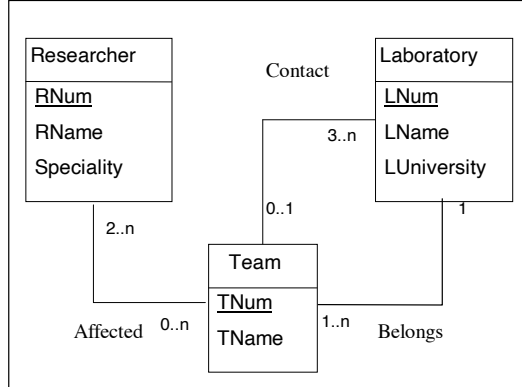 Researcher
RNum
RName
Speciality
Contact
Laboratory
LNum
LName
LUniversity
3..n
0..1
1
2..n
Team
TNum
TName
Affected
0..n
1..n
Belongs